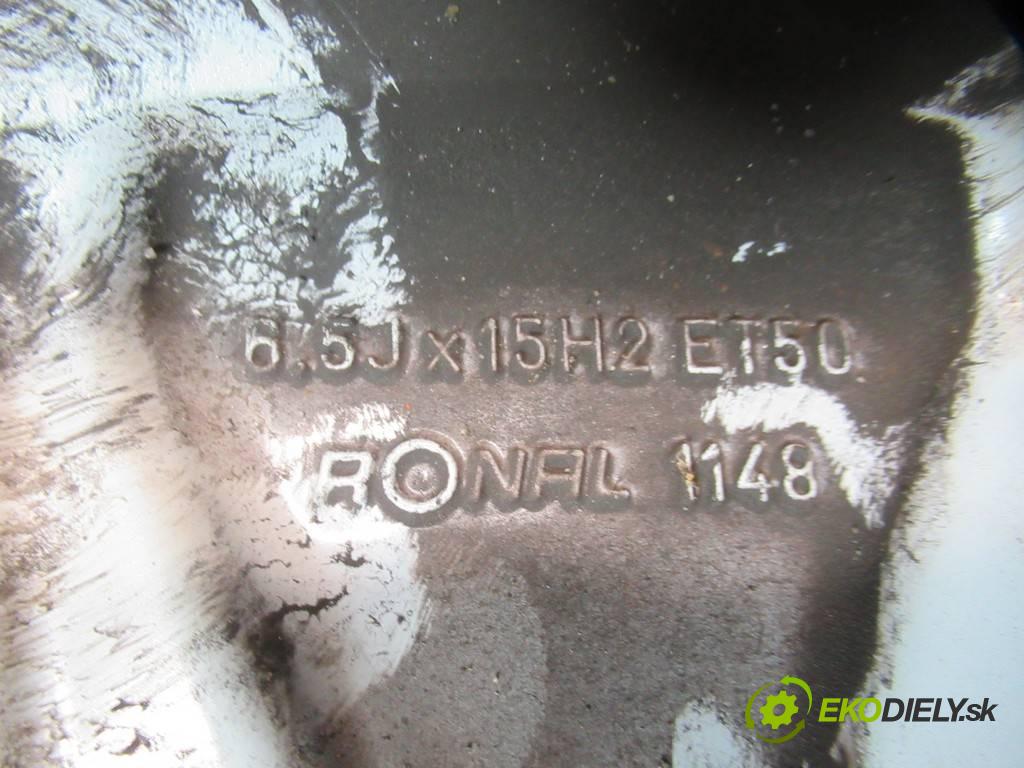 6.5J x 15H2 ET50
RONAL 1148
EKODIELY.sk